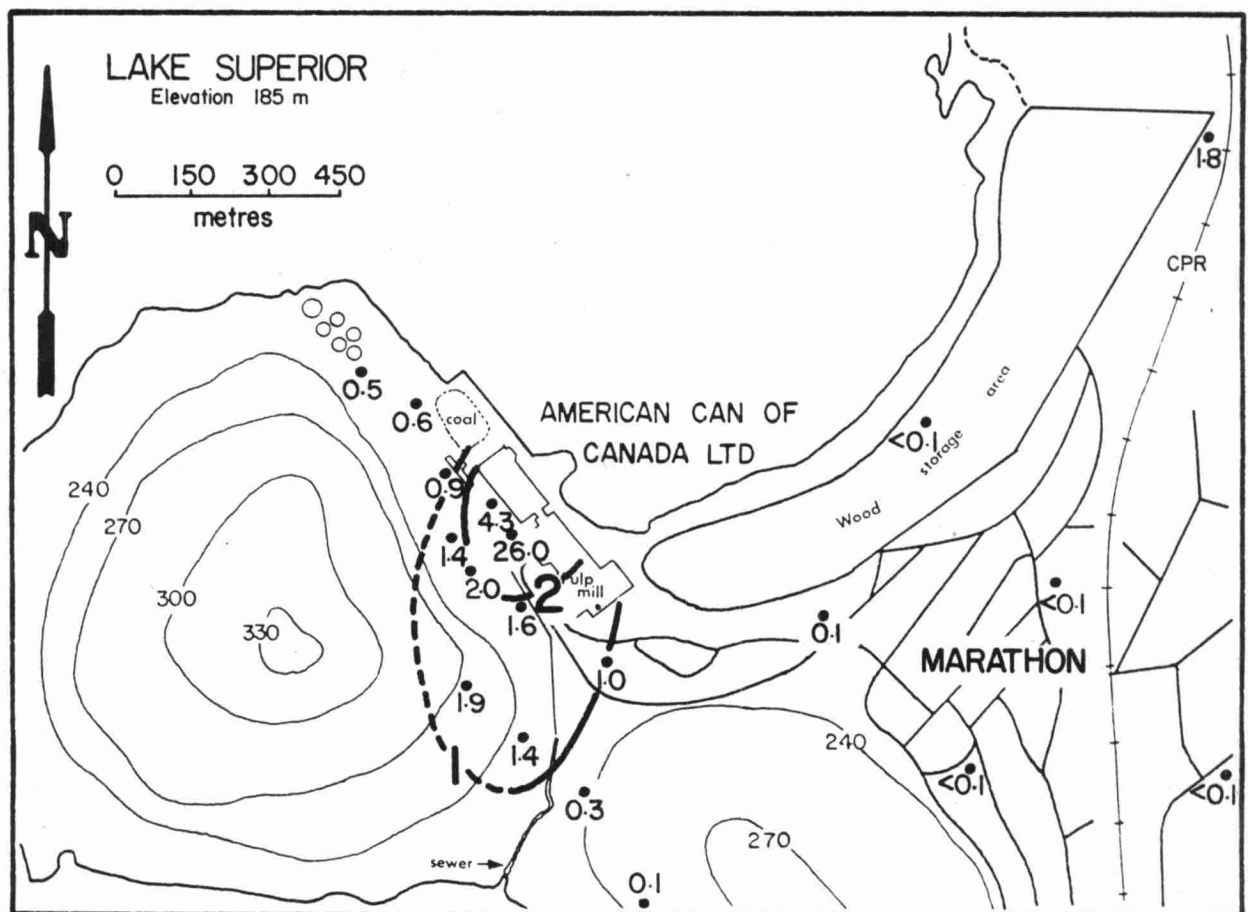 LAKE SUPERIOR
Elevation 185 m
0 150 300 450
metres
N
1.8
CPR
0.5
0.6
coal
AMERICAN CAN OF
CANADA LTD
<0.1
storage area
Wood
240
270
0.9
4.3
1.4
26.0
2.0
2
Pulp
mill
1.6
300
330
0.1
<0.1
MARATHON
1.0
1.9
1.4
1
240
<0.1
<0.1
0.3
270
sewer
0.1